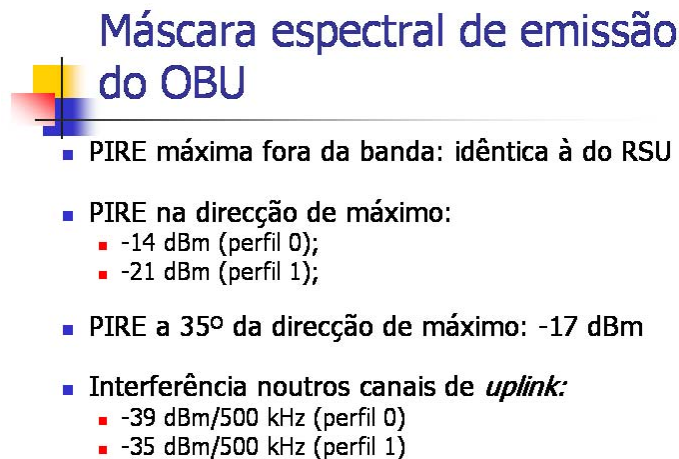 Máscara espectral de emissão
do OBU
PIRE máxima fora da banda: idêntica à do RSU
PIRE na direcção de máximo:
-14 dBm (perfil 0);
-21 dBm (perfil 1);
PIRE a 35º da direcção de máximo: -17 dBm
Interferência noutros canais de uplink:
-39 dBm/500 kHz (perfil 0)
-35 dBm/500 kHz (perfil 1)